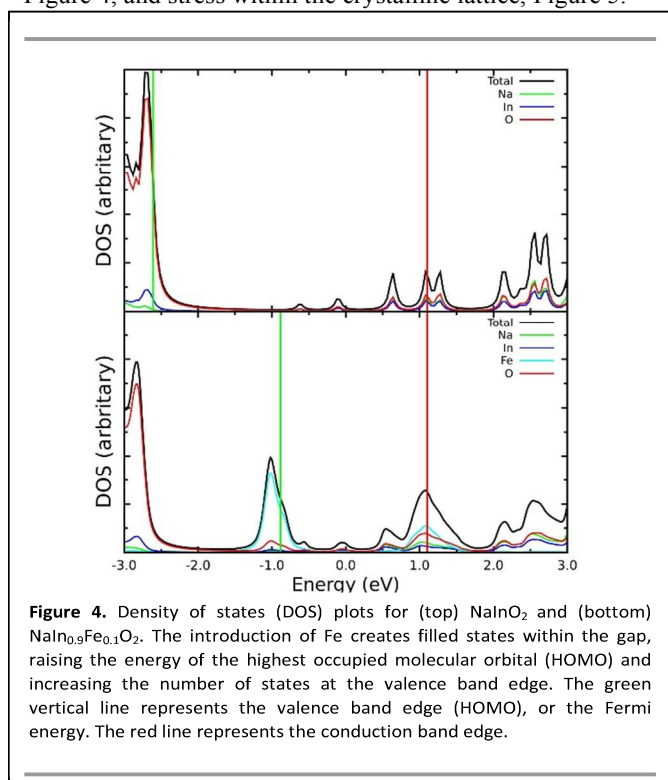 Figure 4, and stress within the crystalline lattice, Figure 5.
DOS (arbritary)
Total
Na
In
O
DOS (arbritary)
Total
Na
In
Fe
O
-3.0 -2.0 -1.0 0.0 1.0 2.0 3.0
Energy (eV)
Figure 4. Density of states (DOS) plots for (top) NaInO₂ and (bottom)
NaIn₀.₉Fe₀.₁O₂. The introduction of Fe creates filled states within the gap,
raising the energy of the highest occupied molecular orbital (HOMO) and
increasing the number of states at the valence band edge. The green
vertical line represents the valence band edge (HOMO), or the Fermi
energy. The red line represents the conduction band edge.